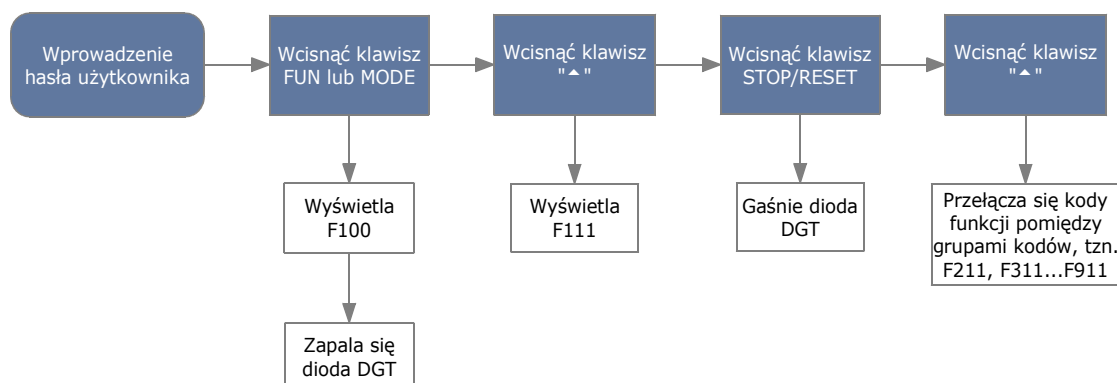 Wprowadzenie
hasła użytkownika
Wcisnąć klawisz
FUN lub MODE
Wcisnąć klawisz
"▲"
Wcisnąć klawisz
STOP/RESET
Wcisnąć klawisz
"▲"
Wyświetla
F100
Wyświetla
F111
Gaśnie dioda
DGT
Przełącza się kody
funkcji pomiędzy
grupami kodów, tzn.
F211, F311...F911
Zapala się
dioda DGT